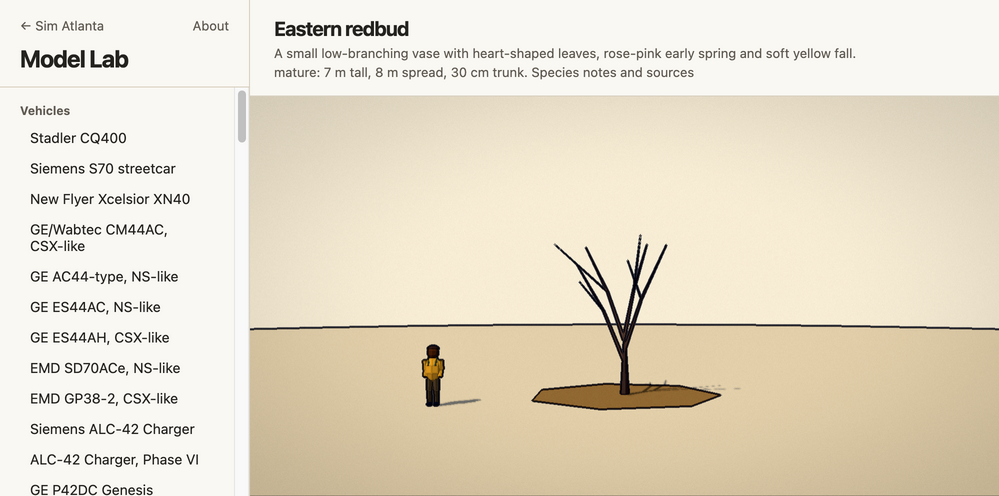 ← Sim Atlanta
About
Model Lab
Vehicles
Stadler CQ400
Siemens S70 streetcar
New Flyer Xcelsior XN40
GE/Wabtec CM44AC,
CSX-like
GE AC44-type, NS-like
GE ES44AC, NS-like
GE ES44AH, CSX-like
EMD SD70ACe, NS-like
EMD GP38-2, CSX-like
Siemens ALC-42 Charger
ALC-42 Charger, Phase VI
GE P42DC Genesis
Eastern redbud
A small low-branching vase with heart-shaped leaves, rose-pink early spring and soft yellow fall.
mature: 7 m tall, 8 m spread, 30 cm trunk. Species notes and sources